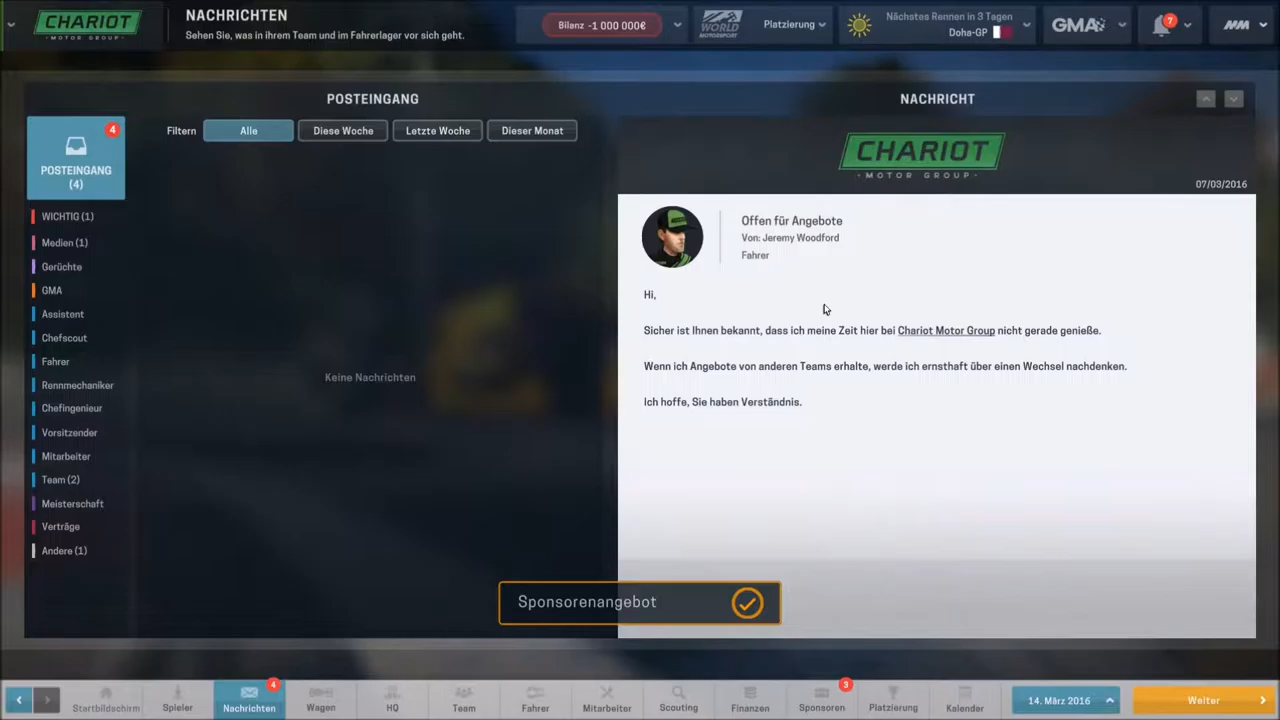 CHARIOT
MOTOR GROUP
NACHRICHTEN
Sehen Sie, was in ihrem Team und im Fahrerlager vor sich geht.
Bilanz -1 000 000€
WORLD
MOTORSPORT
Platzierung
Nächstes Rennen in 3 Tagen
Doha-GP
GMA
7
POSTEINGANG
NACHRICHT
4
POSTEINGANG
(4)
Filtern
Alle
Diese Woche
Letzte Woche
Dieser Monat
WICHTIG (1)
Medien (1)
Gerüchte
GMA
Assistent
Chefscout
Fahrer
Rennmechaniker
Chefingenieur
Vorsitzender
Mitarbeiter
Team (2)
Meisterschaft
Verträge
Andere (1)
Keine Nachrichten
CHARIOT
MOTOR GROUP
07/03/2016
Offen für Angebote
Von: Jeremy Woodford
Fahrer
Hi,
Sicher ist Ihnen bekannt, dass ich meine Zeit hier bei Chariot Motor Group nicht gerade genieße.
Wenn ich Angebote von anderen Teams erhalte, werde ich ernsthaft über einen Wechsel nachdenken.
Ich hoffe, Sie haben Verständnis.
Sponsorenangebot
Startbildschirm
Spieler
4
Nachrichten
Wagen
HQ
Team
Fahrer
Mitarbeiter
Scouting
Finanzen
3
Sponsoren
Platzierung
Kalender
14. März 2016
Weiter